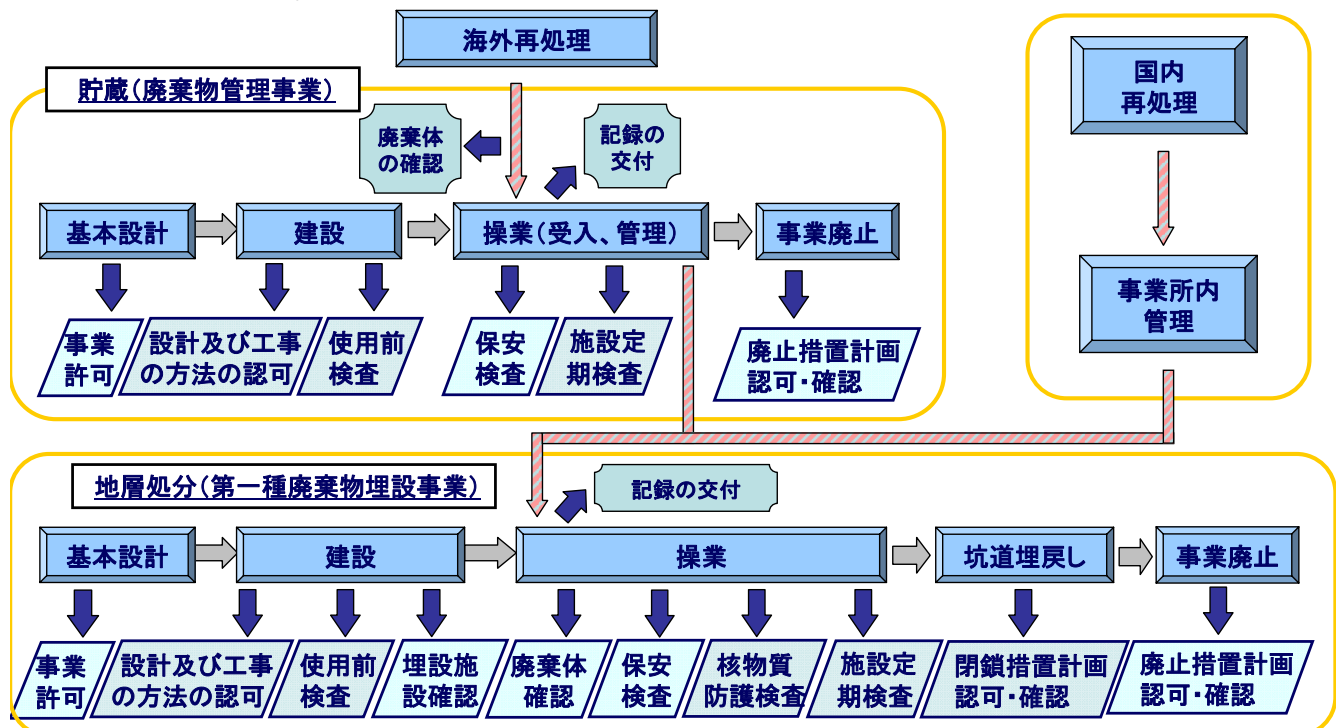 海外再処理
国内
再処理
貯蔵(廃棄物管理事業)
廃棄体
の確認
記録の
交付
基本設計
建設
操業(受入、管理)
事業廃止
事業所内
管理
事業
許可
設計及び工事
の方法の認可
使用前
検査
保安
検査
施設定
期検査
廃止措置計画
認可・確認
地層処分(第一種廃棄物埋設事業)
記録の交付
基本設計
建設
操業
坑道埋戻し
事業廃止
事業
許可
設計及び工事
の方法の認可
使用前
検査
埋設施
設確認
廃棄体
確認
保安
検査
核物質
防護検査
施設定
期検査
閉鎖措置計画
認可・確認
廃止措置計画
認可・確認